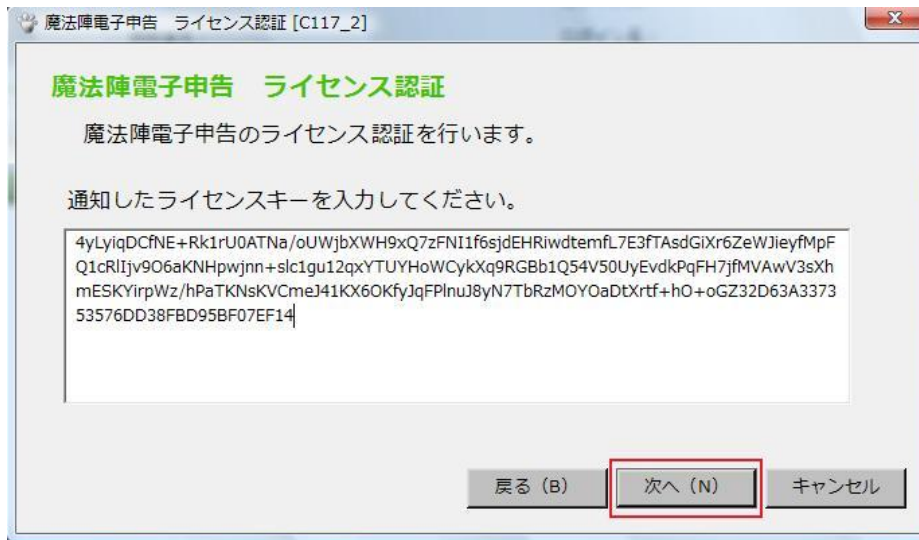 魔法陣電子申告　ライセンス認証 [C117_2]
魔法陣電子申告　ライセンス認証
魔法陣電子申告のライセンス認証を行います。
通知したライセンスキーを入力してください。
4yLyiqDCfNE+Rk1rU0ATNa/oUWjbXWH9xQ7zFNI1f6sjdEHRiwdtemfL7E3fTAsdGiXr6ZeWJieyfMpF
Q1cRlIjv9O6aKNHpwjnn+slc1gu12qxYTUYHoWCykXq9RGBb1Q54V50UyEvdkPqFH7jfMVAwV3sXh
mESKYirpWz/hPaTKNsKVCmeJ41KX6OKfyJqFPlnuJ8yN7TbRzMOYOaDtXrtf+hO+oGZ32D63A3373
53576DD38FBD95BF07EF14
戻る（B）
次へ（N）
キャンセル